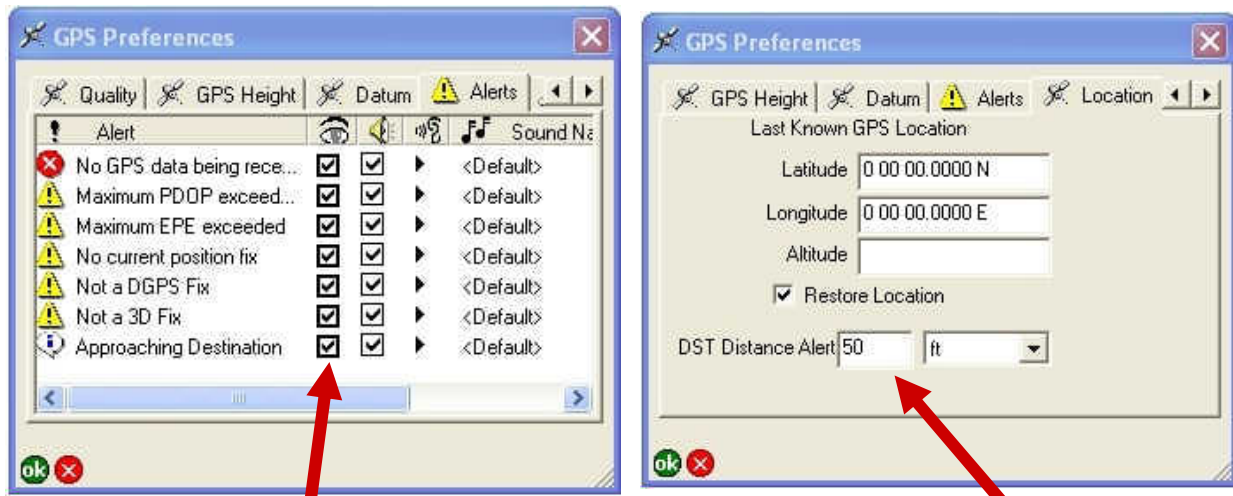 GPS Preferences
Quality GPS Height Datum Alerts
Alert Sound Na
No GPS data being rece... <Default>
Maximum PDOP exceed... <Default>
Maximum EPE exceeded <Default>
No current position fix <Default>
Not a DGPS Fix <Default>
Not a 3D Fix <Default>
Approaching Destination <Default>
ok
GPS Preferences
GPS Height Datum Alerts Location
Last Known GPS Location
Latitude 0 00 00.0000 N
Longitude 0 00 00.0000 E
Altitude
Restore Location
DST Distance Alert 50 ft
ok